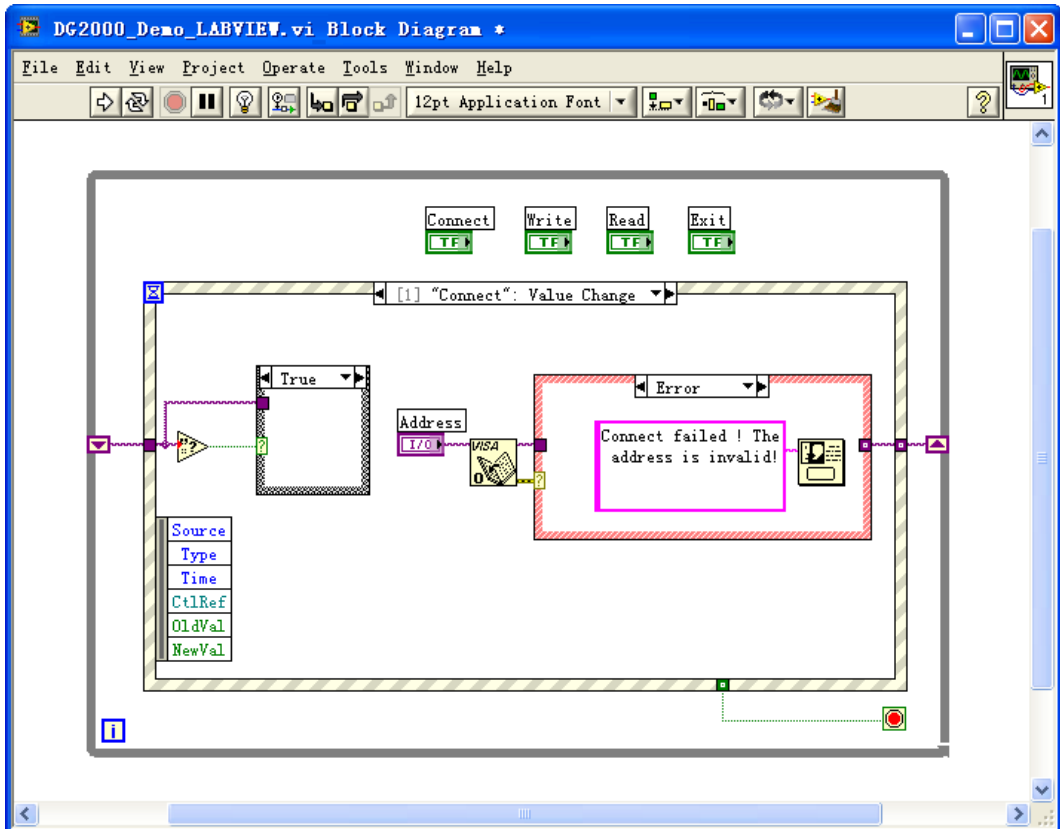 DG2000_Demo_LABVIEW.vi Block Diagram *
File Edit View Project Operate Tools Window Help
12pt Application Font
?
1
Connect Write Read Exit
TF TF TF TF
[1] "Connect": Value Change
True
Error
Address
I/O
VISA
Connect failed ! The
address is invalid!
"?
?
?
Source
Type
Time
CtlRef
OldVal
NewVal
i